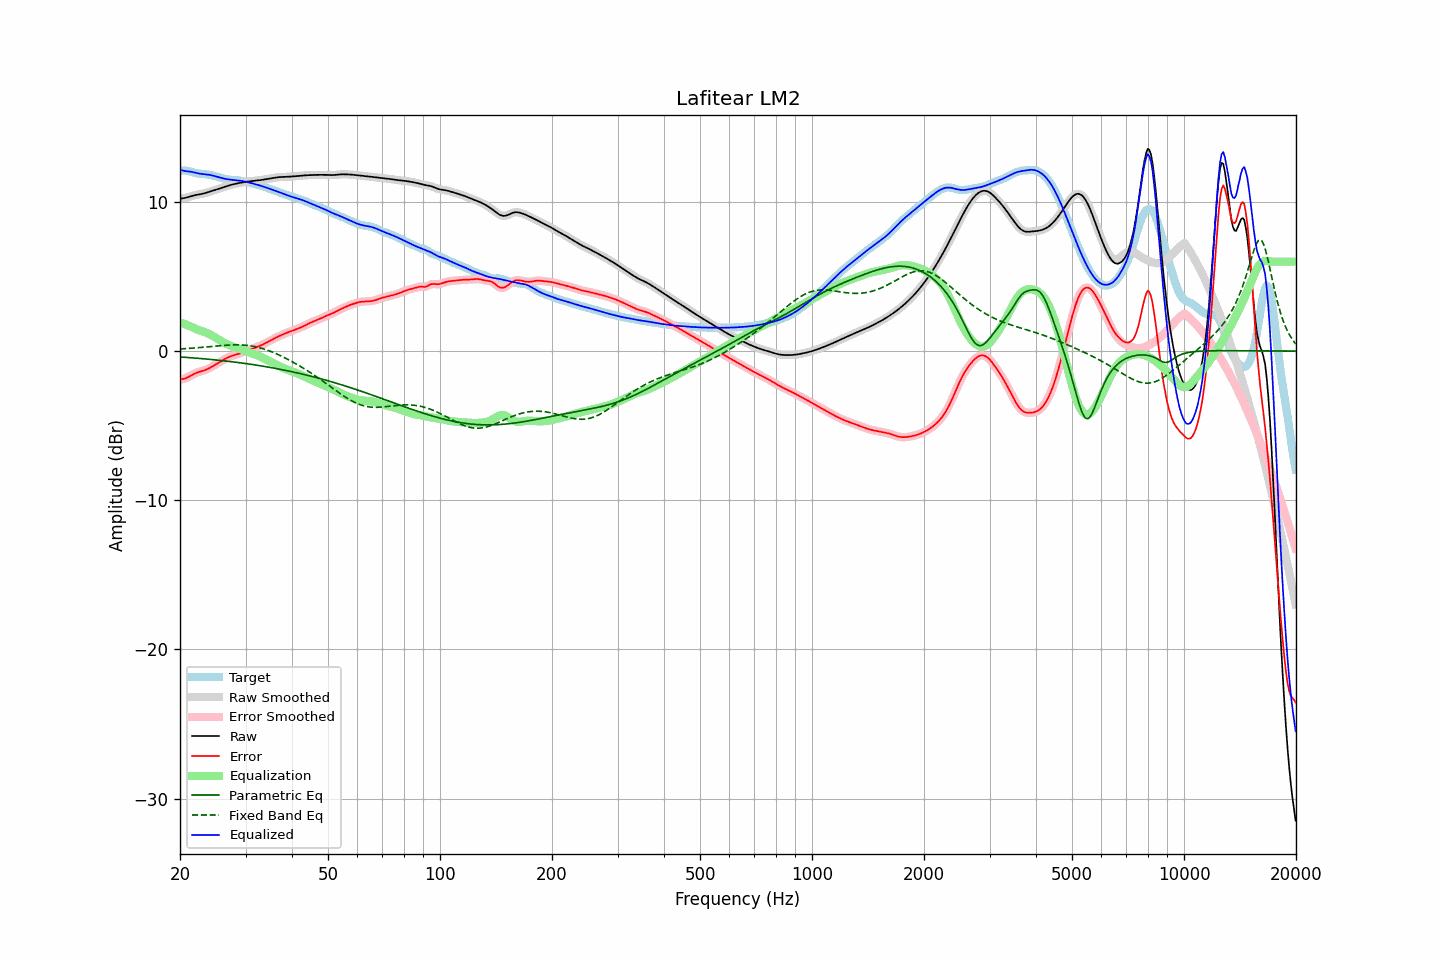 Lafitear LM2
Amplitude (dBr)
10
0
−10
−20
−30
Target
Raw Smoothed
Error Smoothed
Raw
Error
Equalization
Parametric Eq
Fixed Band Eq
Equalized
20 50 100 200 500 1000 2000 5000 10000 20000
Frequency (Hz)